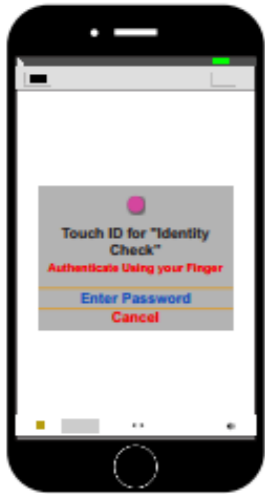 Touch ID for "Identity
Check"
Authenticate Using your Finger
Enter Password
Cancel